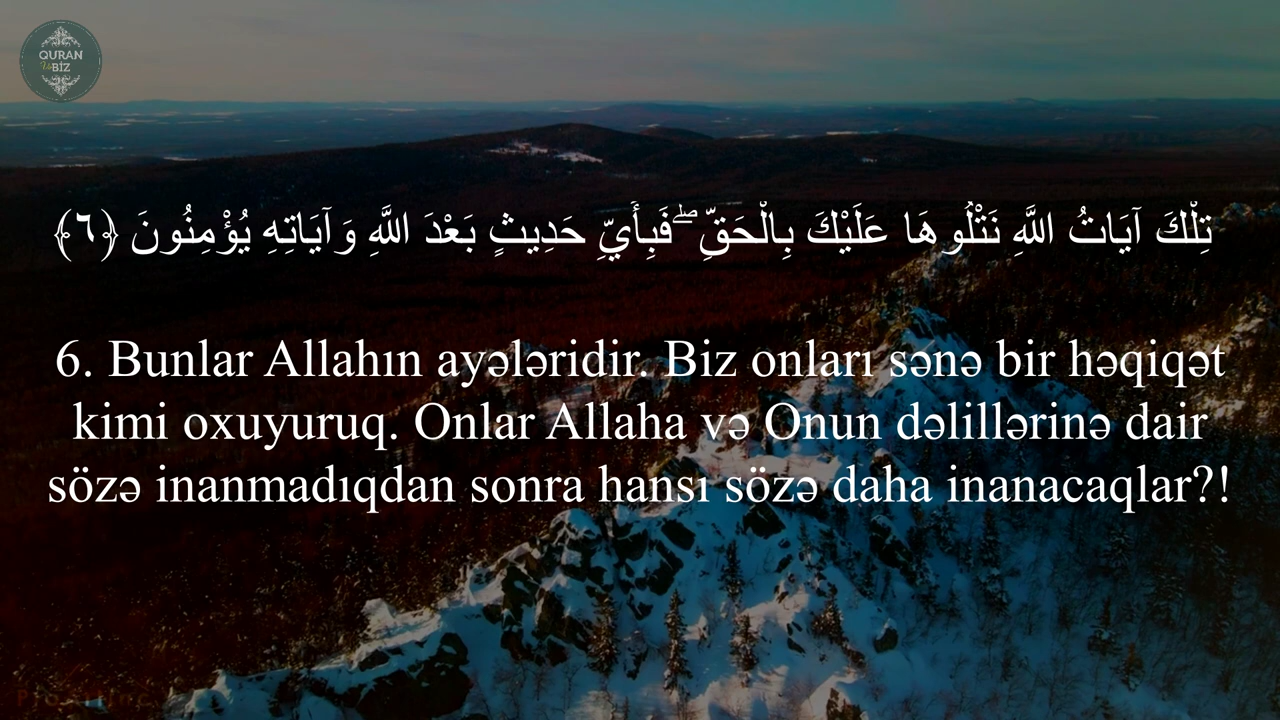 QURAN
Və
BİZ
تِلْكَ آيَاتُ اللَّهِ نَتْلُوهَا عَلَيْكَ بِالْحَقِّ ۖ فَبِأَيِّ حَدِيثٍ بَعْدَ اللَّهِ وَآيَاتِهِ يُؤْمِنُونَ ﴿٦﴾
6. Bunlar Allahın ayələridir. Biz onları sənə bir həqiqət
kimi oxuyuruq. Onlar Allaha və Onun dəlillərinə dair
sözə inanmadıqdan sonra hansı sözə daha inanacaqlar?!